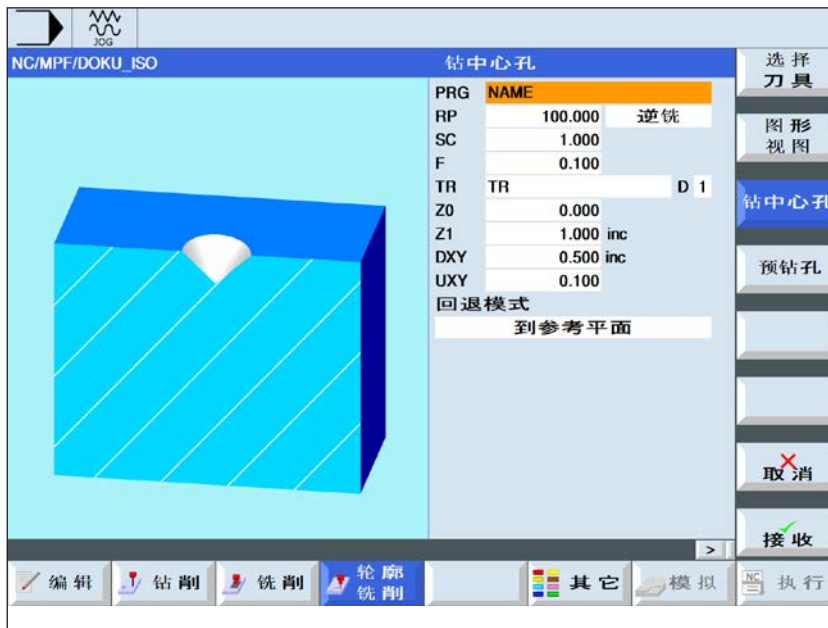 JOG
NC/MPF/DOKU_ISO
钻中心孔
PRG NAME
RP 100.000 逆铣
SC 1.000
F 0.100
TR TR D 1
Z0 0.000
Z1 1.000 inc
DXY 0.500 inc
UXY 0.100
回退模式
到参考平面
选择
刀具
图形
视图
钻中心孔
预钻孔
取消
接收
>
编辑
钻削
铣削
轮廓
铣削
其它
模拟
NC
执行